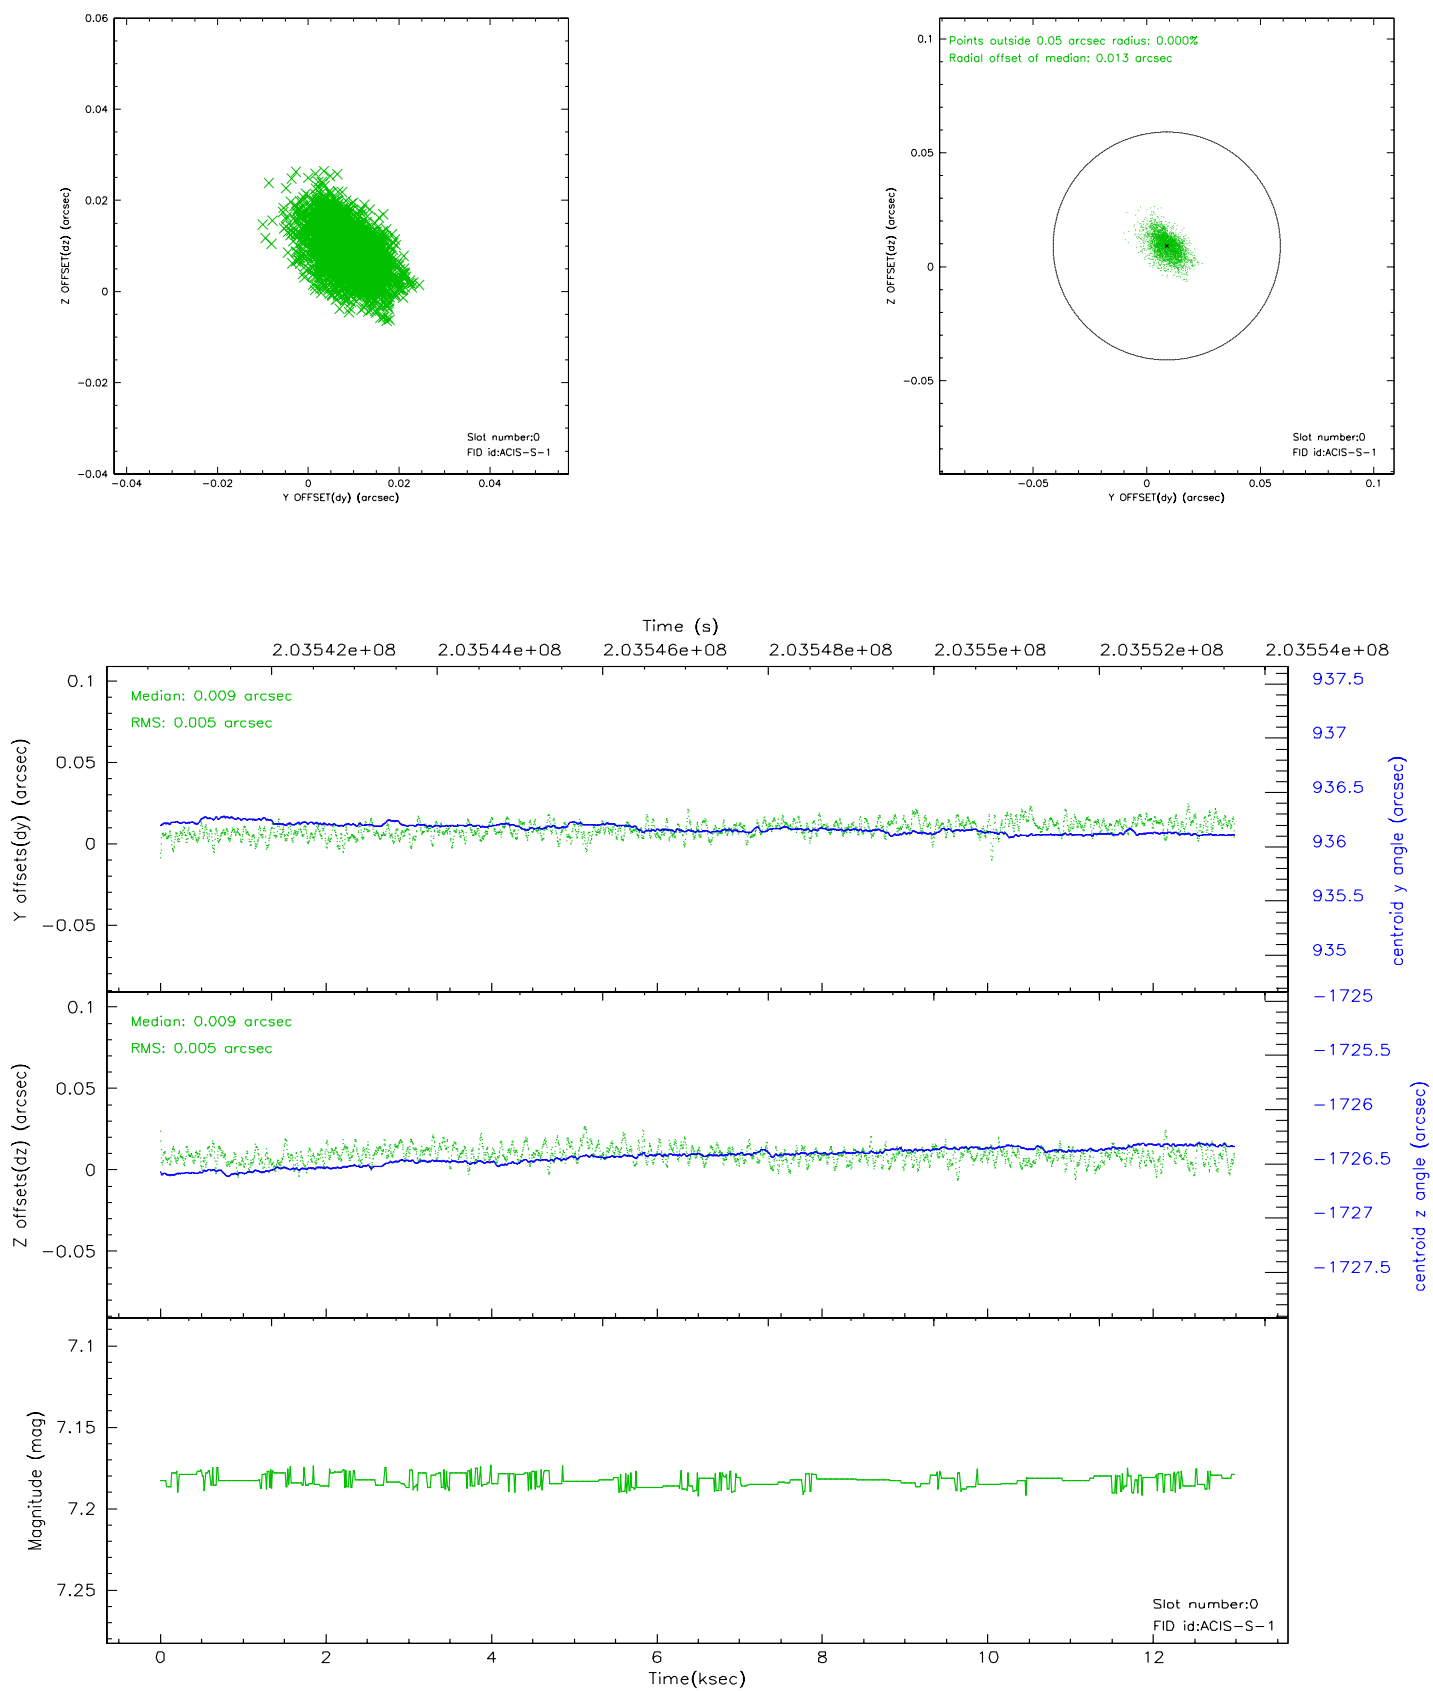 0.06
0.04
0.02
0
−0.02
−0.04
Z OFFSET(dz) (arcsec)
−0.04 −0.02 0 0.02 0.04
Y OFFSET(dy) (arcsec)
Slot number:0
FID id:ACIS−S−1
Points outside 0.05 arcsec radius: 0.000%
Radial offset of median: 0.013 arcsec
0.1
0.05
0
−0.05
Z OFFSET(dz) (arcsec)
−0.05 0 0.05 0.1
Y OFFSET(dy) (arcsec)
Slot number:0
FID id:ACIS−S−1
Time (s)
2.03542e+08 2.03544e+08 2.03546e+08 2.03548e+08 2.0355e+08 2.03552e+08 2.03554e+08
Median: 0.009 arcsec
RMS: 0.005 arcsec
0.1
0.05
0
−0.05
Y offsets(dy) (arcsec)
937.5
937
936.5
936
935.5
935
centroid y angle (arcsec)
Median: 0.009 arcsec
RMS: 0.005 arcsec
0.1
0.05
0
−0.05
Z offsets(dz) (arcsec)
−1725
−1725.5
−1726
−1726.5
−1727
−1727.5
centroid z angle (arcsec)
7.1
7.15
7.2
7.25
Magnitude (mag)
Slot number:0
FID id:ACIS−S−1
0 2 4 6 8 10 12
Time(ksec)